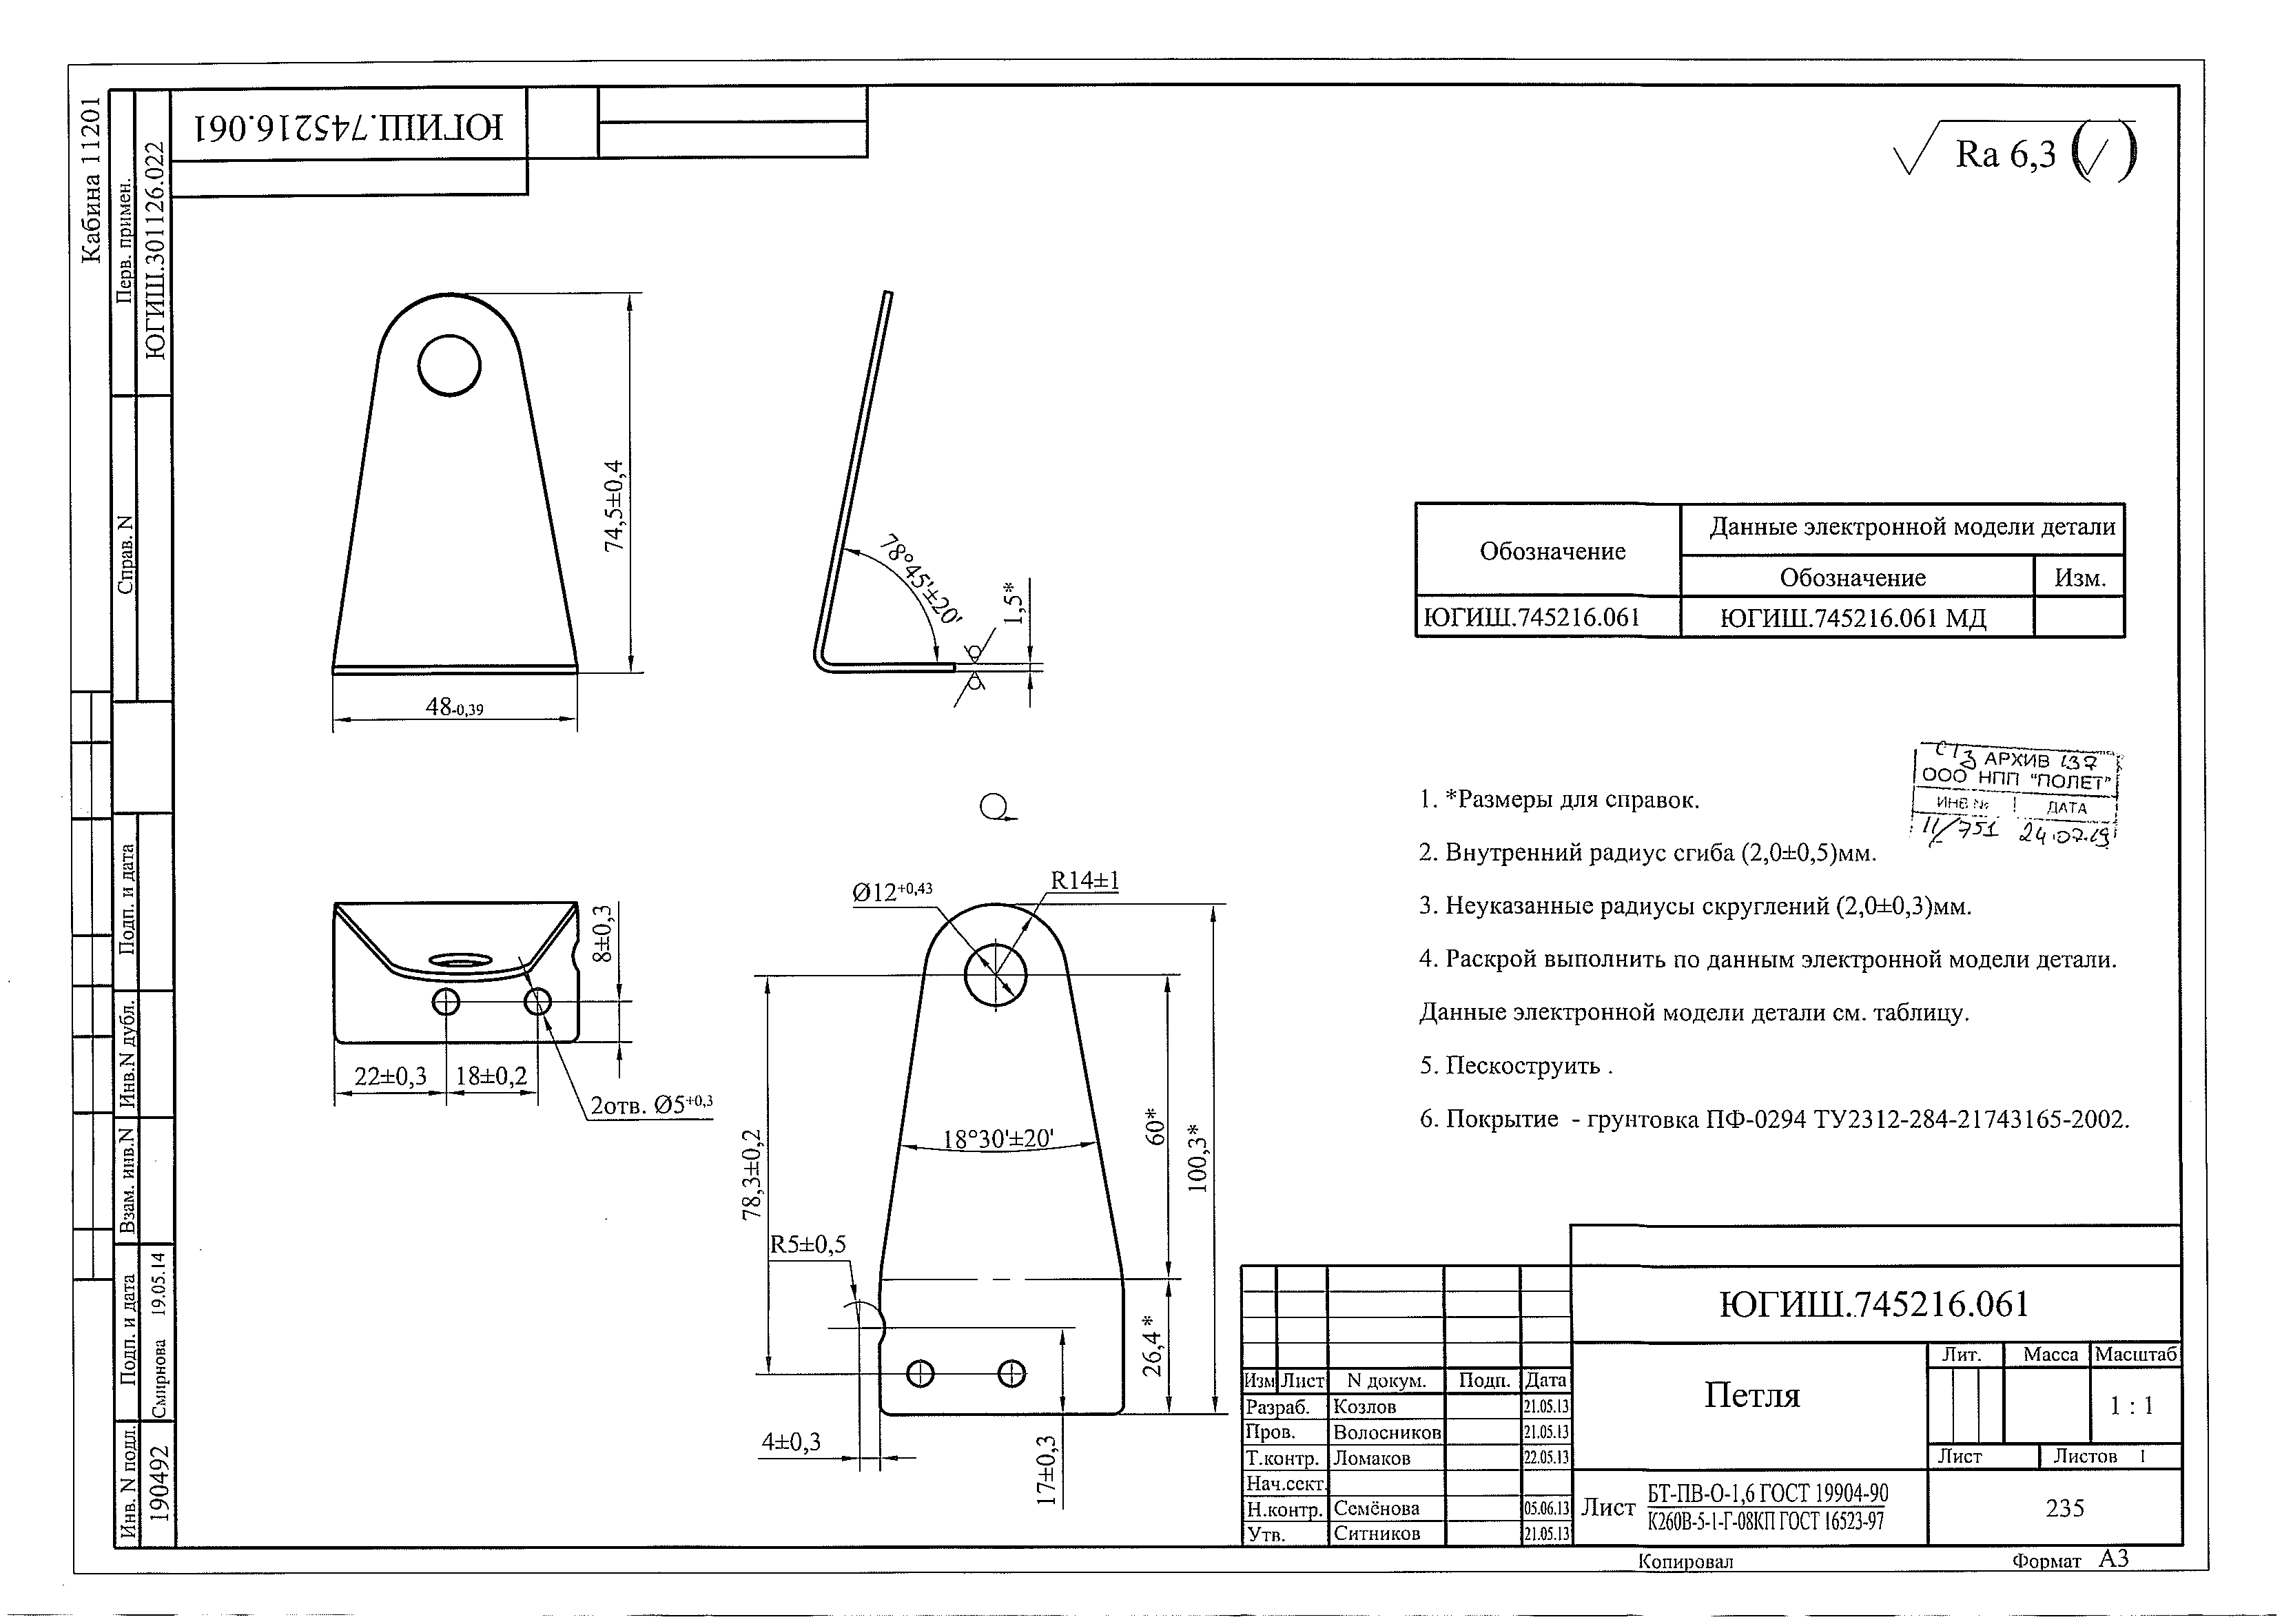 Кабина 11201
Перв. примен.
ЮГИШ.301126.022
Справ. N
Подп. и дата
Инв.N дубл.
Взам. инв.N
Подп. и дата
Смирнова 19.05.14
Инв. N подл.
190492
ЮГИШ.745216.061
Ra 6,3
74,5±0,4
48-0,39
78°45'±20'
1,5*
Обозначение
Данные электронной модели детали
Обозначение
Изм.
ЮГИШ.745216.061
ЮГИШ.745216.061 МД
СТЗ АРХИВ 137
ООО НПП "ПОЛЕТ"
ИНВ № ДАТА
11/751 24.07.19
1. *Размеры для справок.
2. Внутренний радиус сгиба (2,0±0,5)мм.
3. Неуказанные радиусы скруглений (2,0±0,3)мм.
4. Раскрой выполнить по данным электронной модели детали.
Данные электронной модели детали см. таблицу.
5. Пескоструить .
6. Покрытие - грунтовка ПФ-0294 ТУ2312-284-21743165-2002.
8±0,3
22±0,3
18±0,2
2отв. Ø5+0,3
Ø12+0,43
R14±1
78,3±0,2
18°30'±20'
60*
100,3*
R5±0,5
26,4 *
4±0,3
17±0,3
ЮГИШ.745216.061
Изм Лист N докум. Подп. Дата
Разраб. Козлов 21.05.13
Пров. Волосников 21.05.13
Т.контр. Ломаков 22.05.13
Нач.сект.
Н.контр. Семёнова 05.06.13
Утв. Ситников 21.05.13
Петля
Лит. Масса Масштаб
1 : 1
Лист Листов 1
Лист БТ-ПВ-О-1,6 ГОСТ 19904-90
К260В-5-1-Г-08КП ГОСТ 16523-97
235
Копировал Формат А3